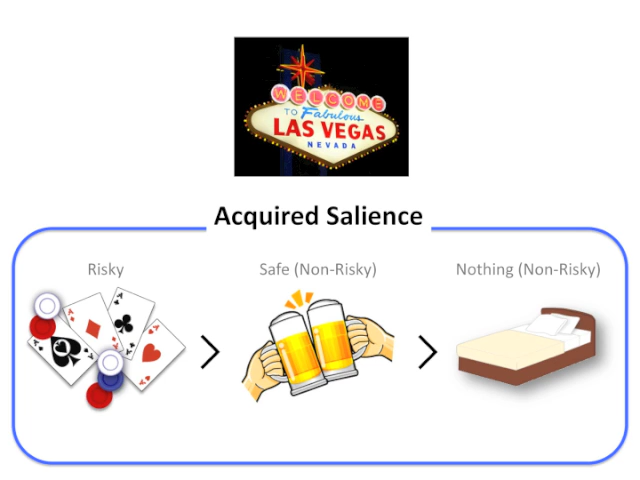 WELCOME
TO Fabulous
LAS VEGAS
NEVADA
Acquired Salience
Risky
Safe (Non-Risky)
Nothing (Non-Risky)
A
A
A
A
>
>